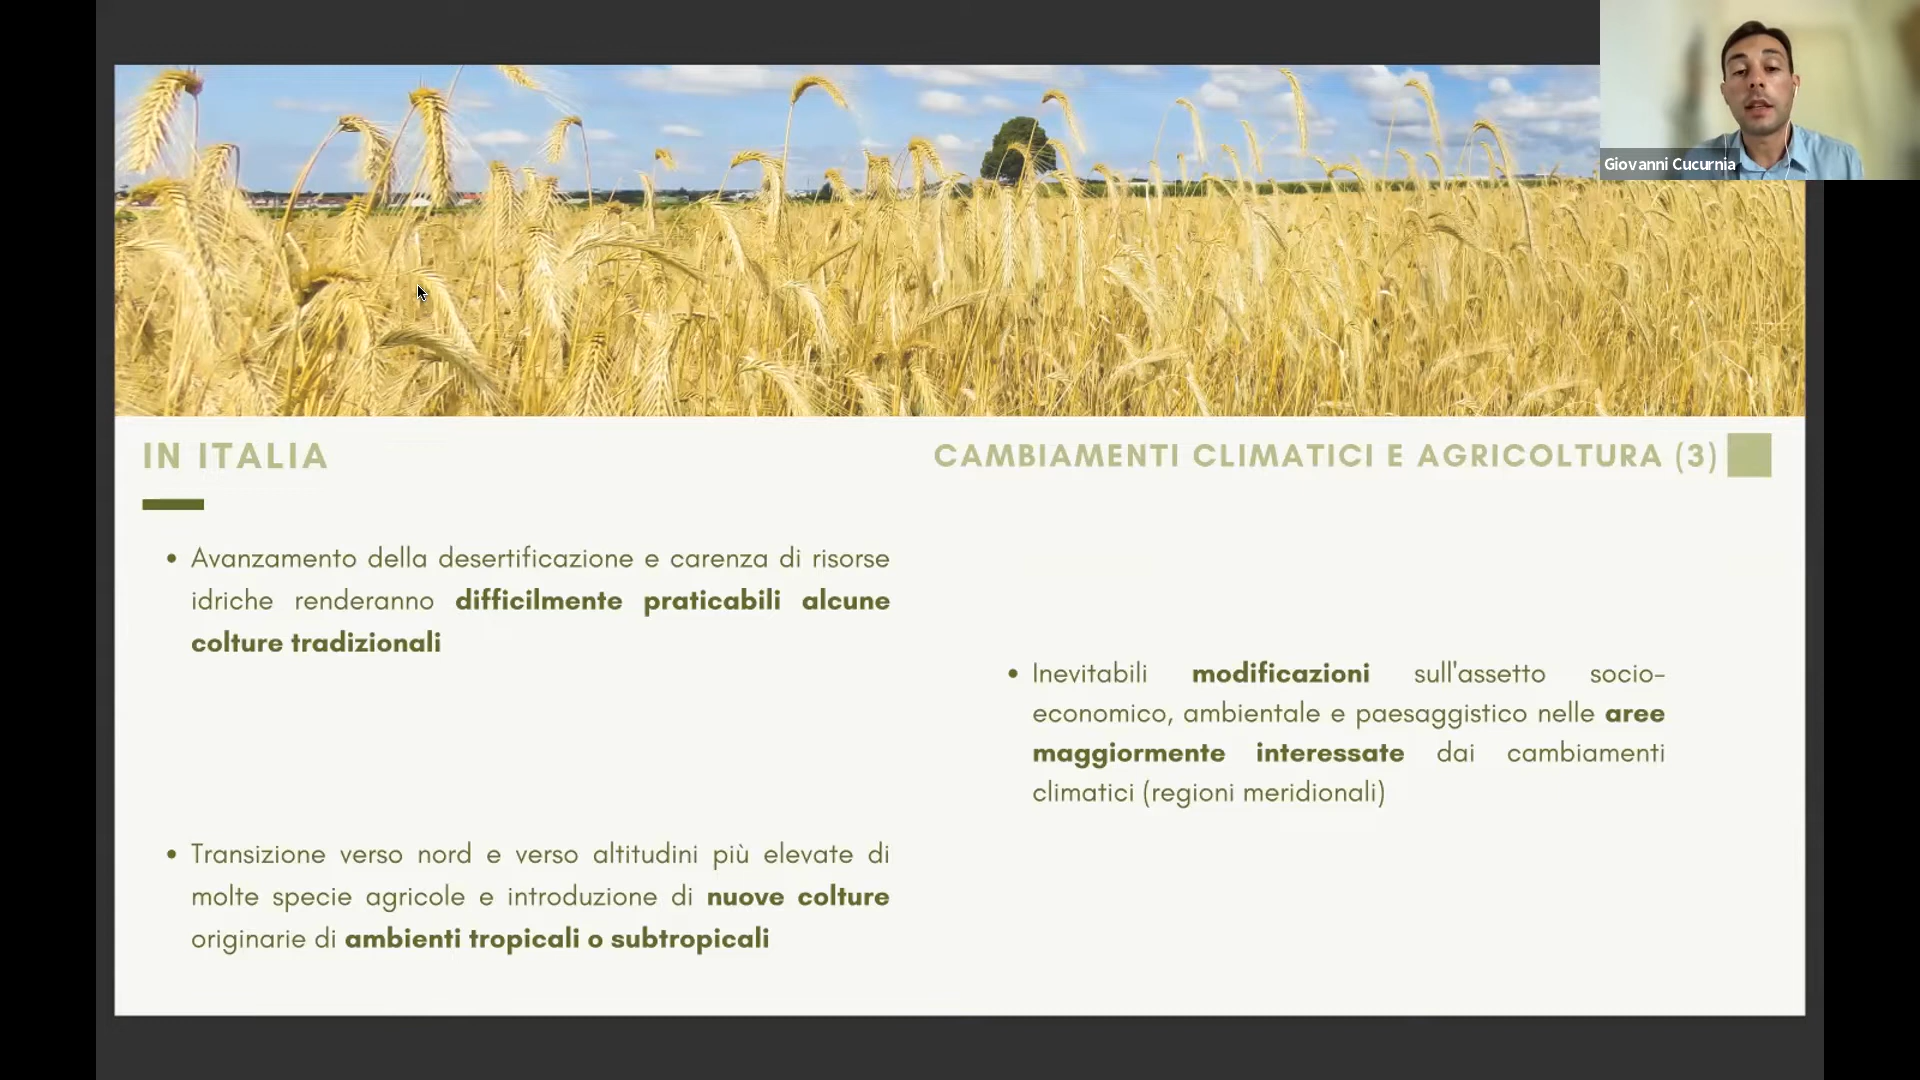 Giovanni Cucurnia
IN ITALIA
CAMBIAMENTI CLIMATICI E AGRICOLTURA (3)
• Avanzamento della desertificazione e carenza di risorse
idriche renderanno difficilmente praticabili alcune
colture tradizionali
• Transizione verso nord e verso altitudini più elevate di
molte specie agricole e introduzione di nuove colture
originarie di ambienti tropicali o subtropicali
• Inevitabili modificazioni sull'assetto socio-
economico, ambientale e paesaggistico nelle aree
maggiormente interessate dai cambiamenti
climatici (regioni meridionali)